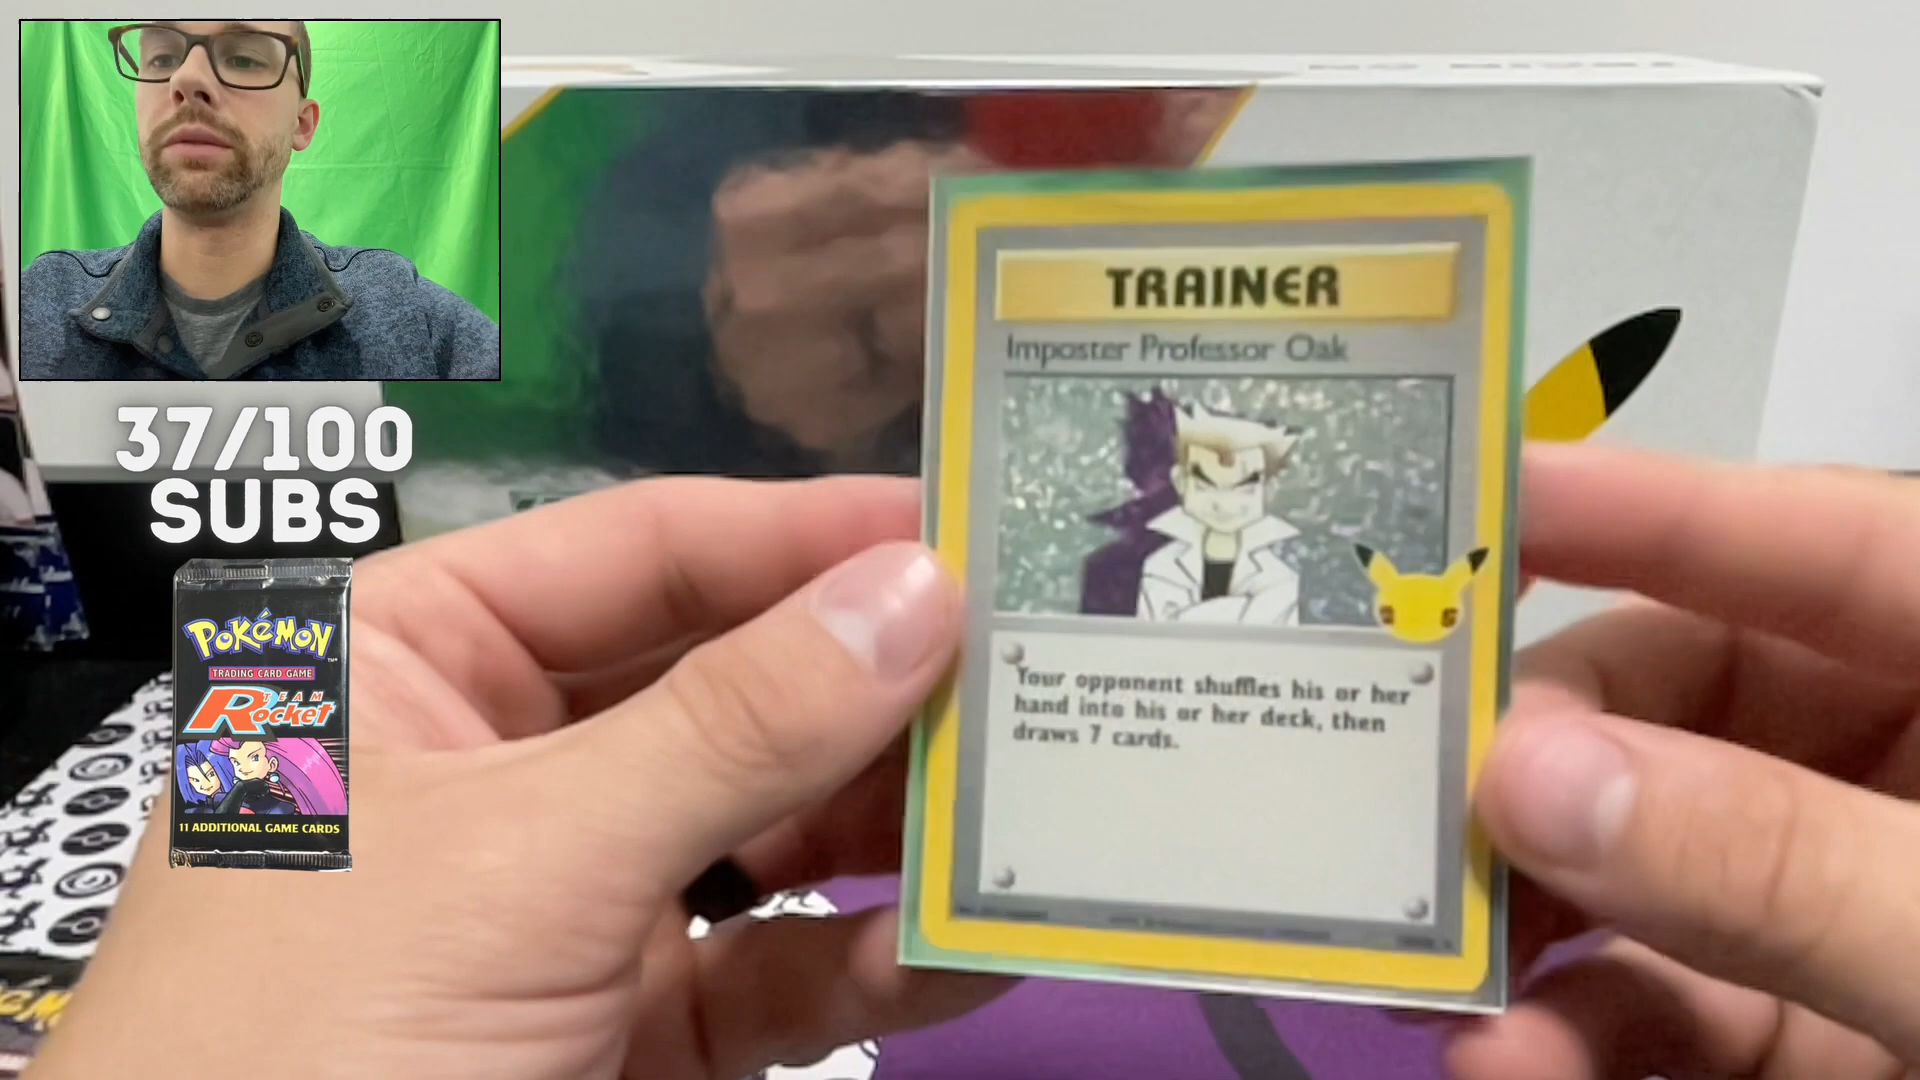 37/100
SUBS
POKéMON
TRADING CARD GAME
TEAM
ROCKET
11 ADDITIONAL GAME CARDS
TRAINER
Imposter Professor Oak
Your opponent shuffles his or her
hand into his or her deck, then
draws 7 cards.